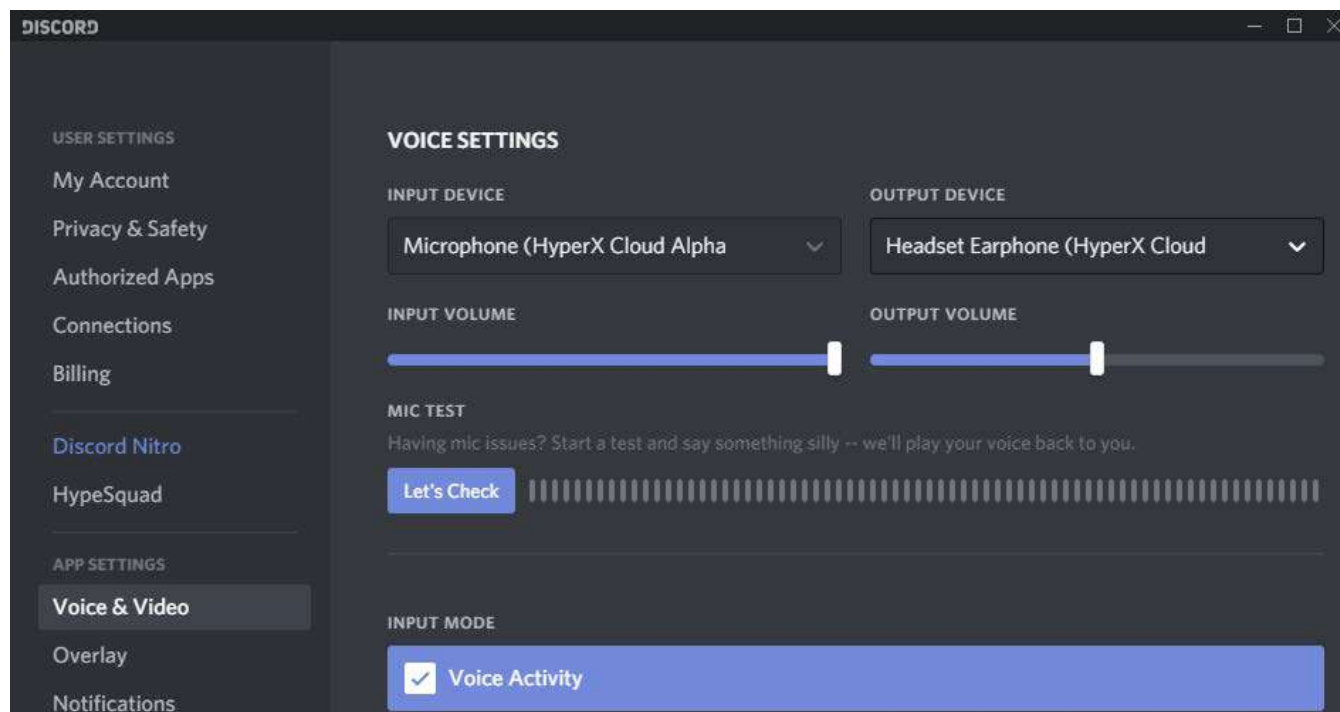 DISCORD
USER SETTINGS
My Account
Privacy & Safety
Authorized Apps
Connections
Billing
Discord Nitro
HypeSquad
APP SETTINGS
Voice & Video
Overlay
Notifications
VOICE SETTINGS
INPUT DEVICE
Microphone (HyperX Cloud Alpha
OUTPUT DEVICE
Headset Earphone (HyperX Cloud
INPUT VOLUME
OUTPUT VOLUME
MIC TEST
Having mic issues? Start a test and say something silly -- we'll play your voice back to you.
Let's Check
INPUT MODE
Voice Activity